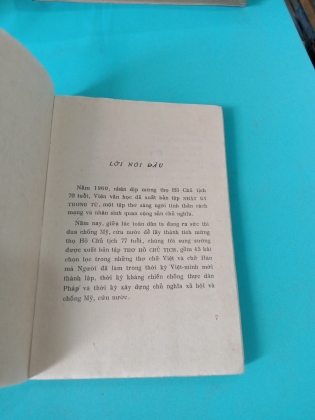 LỜI NÓI ĐẦU
Năm 1960, nhân dịp mừng thọ Hồ Chủ tịch
70 tuổi, Viện văn học đã xuất bản tập NHẬT KÝ
TRONG TÙ, một tập thơ sáng ngời tinh thần cách
mạng và nhân sinh quan cộng sản chủ nghĩa.
Năm nay, giữa lúc toàn dân ta đang ra sức thi
đua chống Mỹ, cứu nước để lấy thành tích mừng
thọ Hồ Chủ tịch 77 tuổi, chúng tôi sung sướng
được xuất bản tập THƠ HỒ CHỦ TỊCH, gồm 43 bài
chọn lọc trong những thơ chữ Việt và chữ Hán
mà Người đã làm trong thời kỳ Việt-minh mới
thành lập, thời kỳ kháng chiến chống thực dân
Pháp và thời kỳ xây dựng chủ nghĩa xã hội và
chống Mỹ, cứu nước.
7